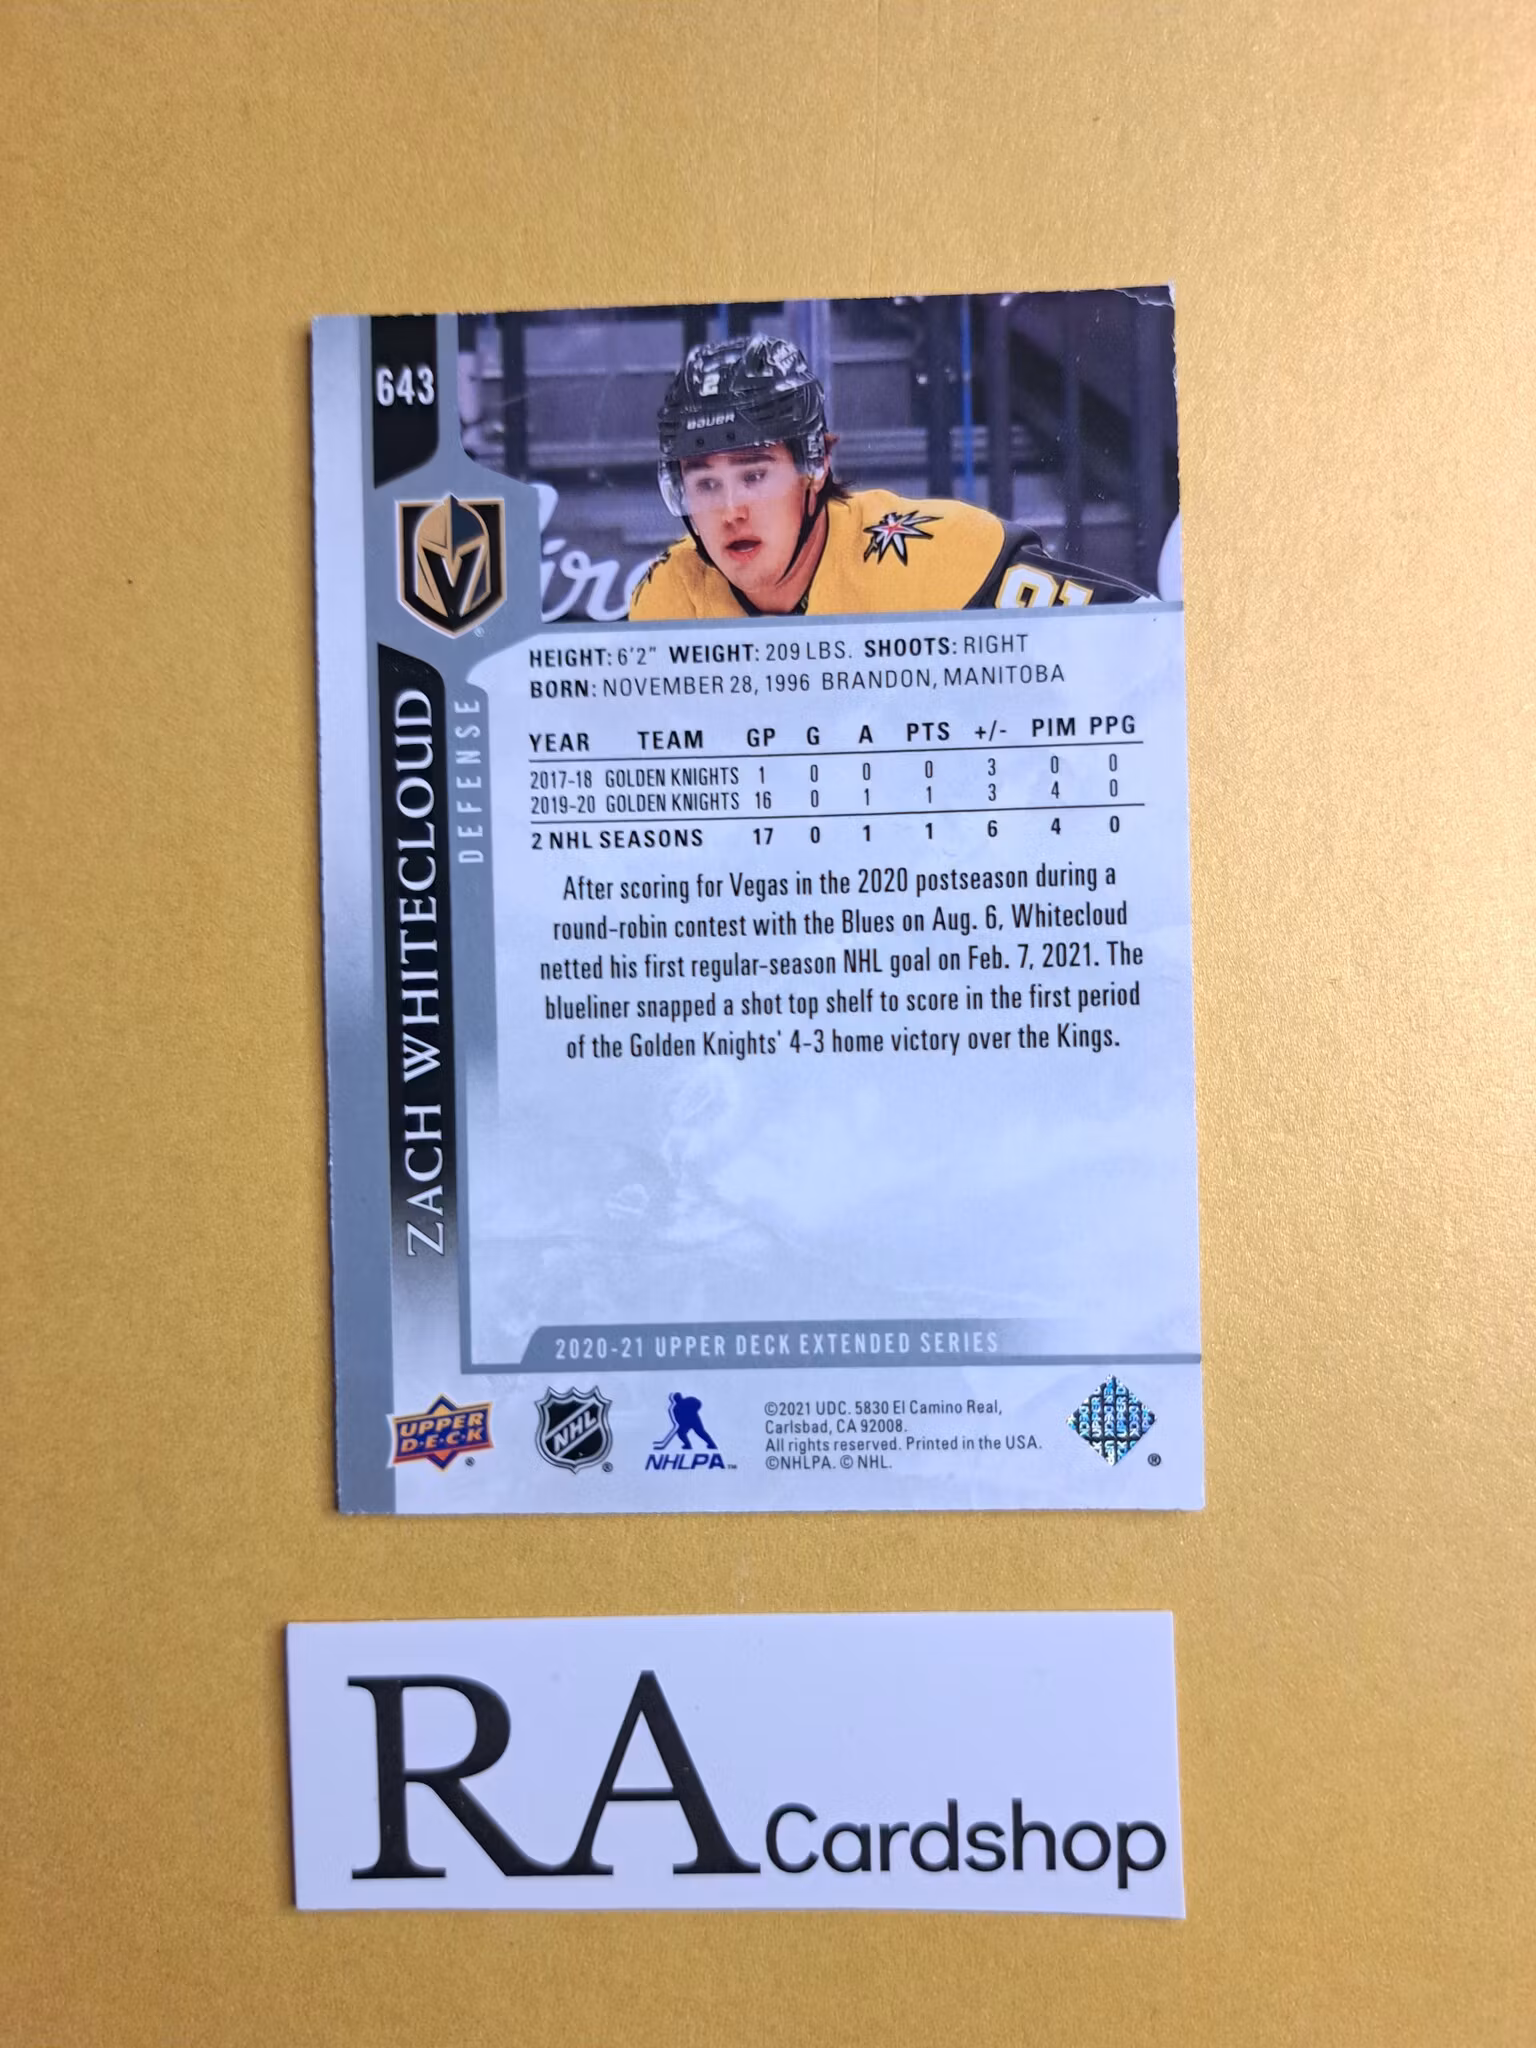 643
2
BAUER
ZACH WHITECLOUD
DEFENSE
HEIGHT: 6'2" WEIGHT: 209 LBS. SHOOTS: RIGHT
BORN: NOVEMBER 28, 1996 BRANDON, MANITOBA
YEAR TEAM GP G A PTS +/- PIM PPG
2017-18 GOLDEN KNIGHTS 1 0 0 0 3 0 0
2019-20 GOLDEN KNIGHTS 16 0 1 1 3 4 0
2 NHL SEASONS 17 0 1 1 6 4 0
After scoring for Vegas in the 2020 postseason during a
round-robin contest with the Blues on Aug. 6, Whitecloud
netted his first regular-season NHL goal on Feb. 7, 2021. The
blueliner snapped a shot top shelf to score in the first period
of the Golden Knights' 4-3 home victory over the Kings.
2020-21 UPPER DECK EXTENDED SERIES
UPPER
D·E·C·K
®
NHL
®
NHLPA™
©2021 UDC. 5830 El Camino Real,
Carlsbad, CA 92008.
All rights reserved. Printed in the USA.
©NHLPA. © NHL.
®
RA Cardshop